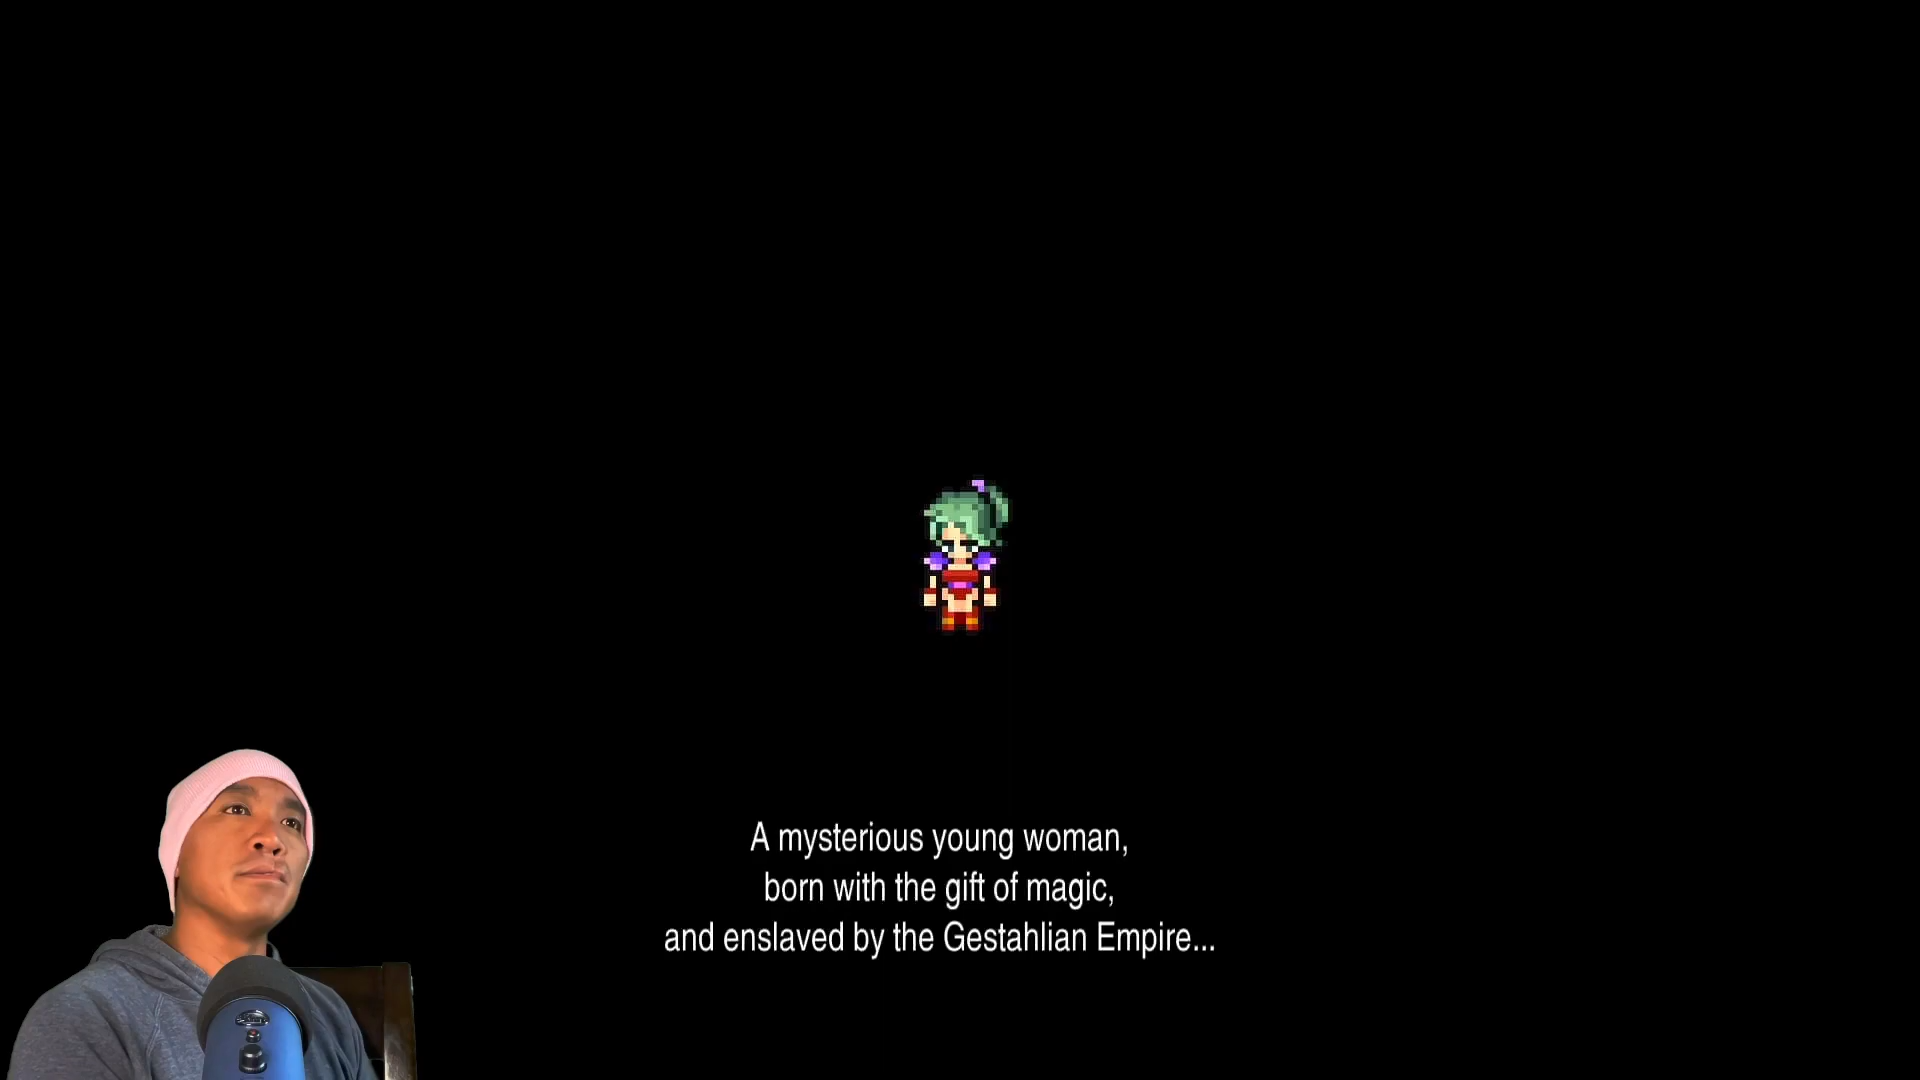 A mysterious young woman,
born with the gift of magic,
and enslaved by the Gestahlian Empire...